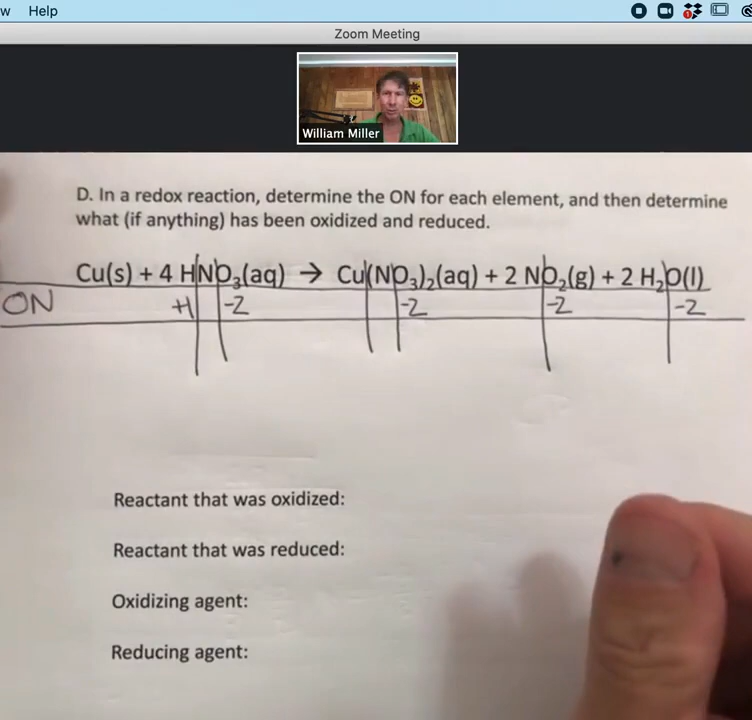 w Help
Zoom Meeting
William Miller
D. In a redox reaction, determine the ON for each element, and then determine
what (if anything) has been oxidized and reduced.
Cu(s) + 4 HNO₃(aq) → Cu(NO₃)₂(aq) + 2 NO₂(g) + 2 H₂O(l)
ON +1 -2 -2 -2 -2
Reactant that was oxidized:
Reactant that was reduced:
Oxidizing agent:
Reducing agent: